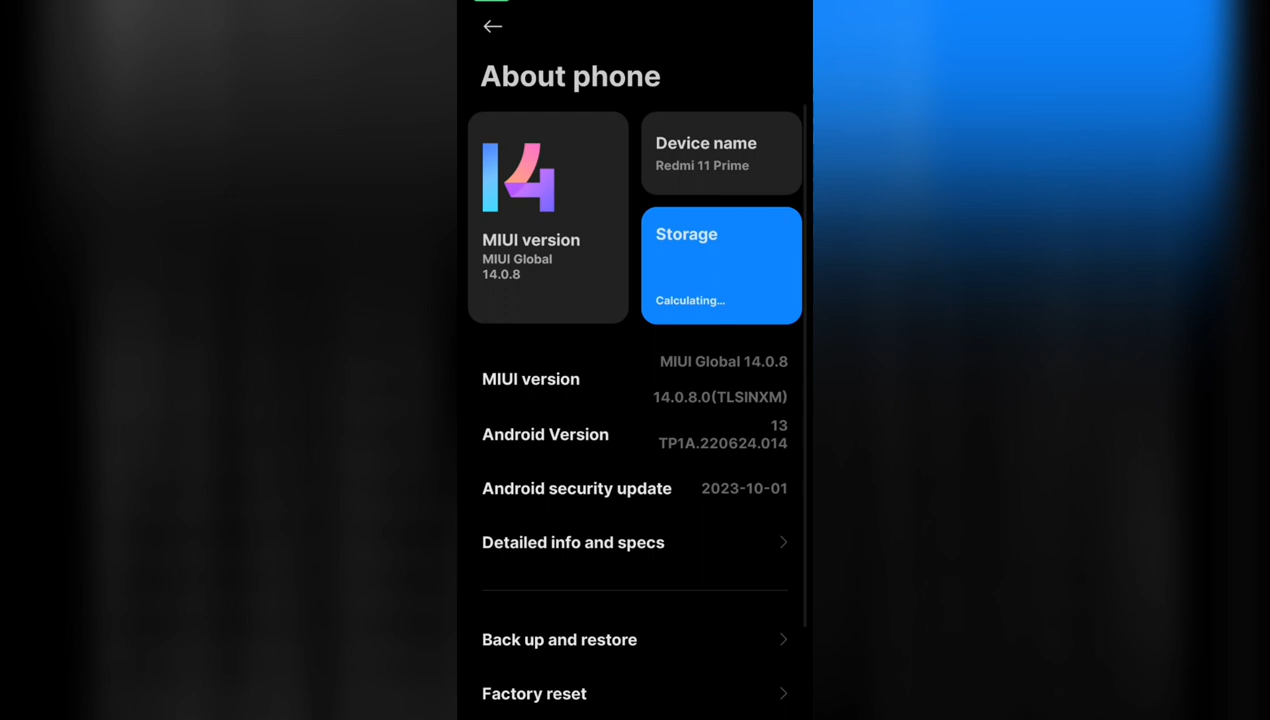 About phone
14
MIUI version
MIUI Global
14.0.8
Device name
Redmi 11 Prime
Storage
Calculating...
MIUI version
MIUI Global 14.0.8
14.0.8.0(TLSINXM)
Android Version
13
TP1A.220624.014
Android security update
2023-10-01
Detailed info and specs
Back up and restore
Factory reset